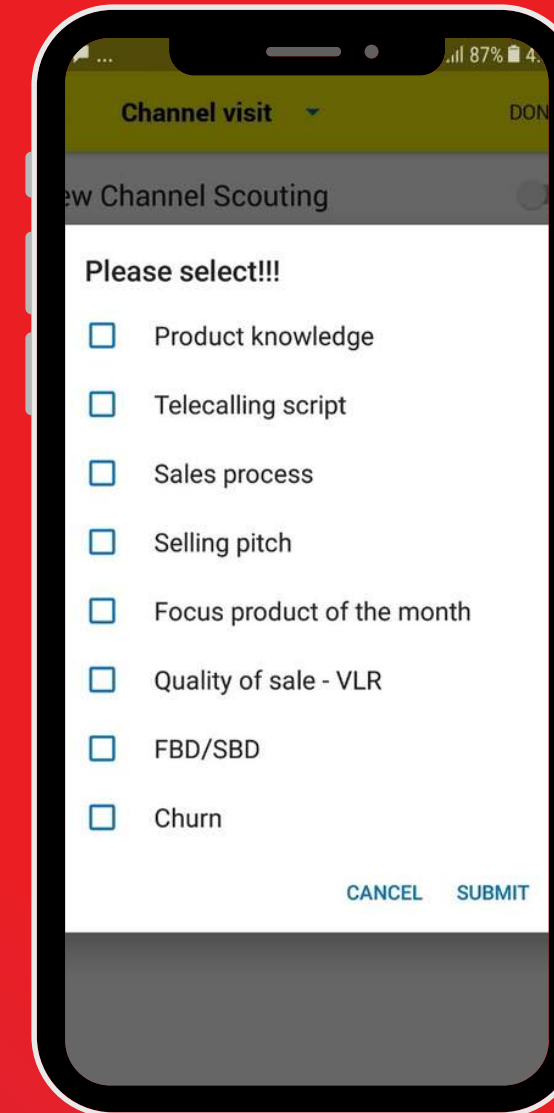 ... 87% 4.
Channel visit DON
ew Channel Scouting
Please select!!!
Product knowledge
Telecalling script
Sales process
Selling pitch
Focus product of the month
Quality of sale - VLR
FBD/SBD
Churn
CANCEL SUBMIT